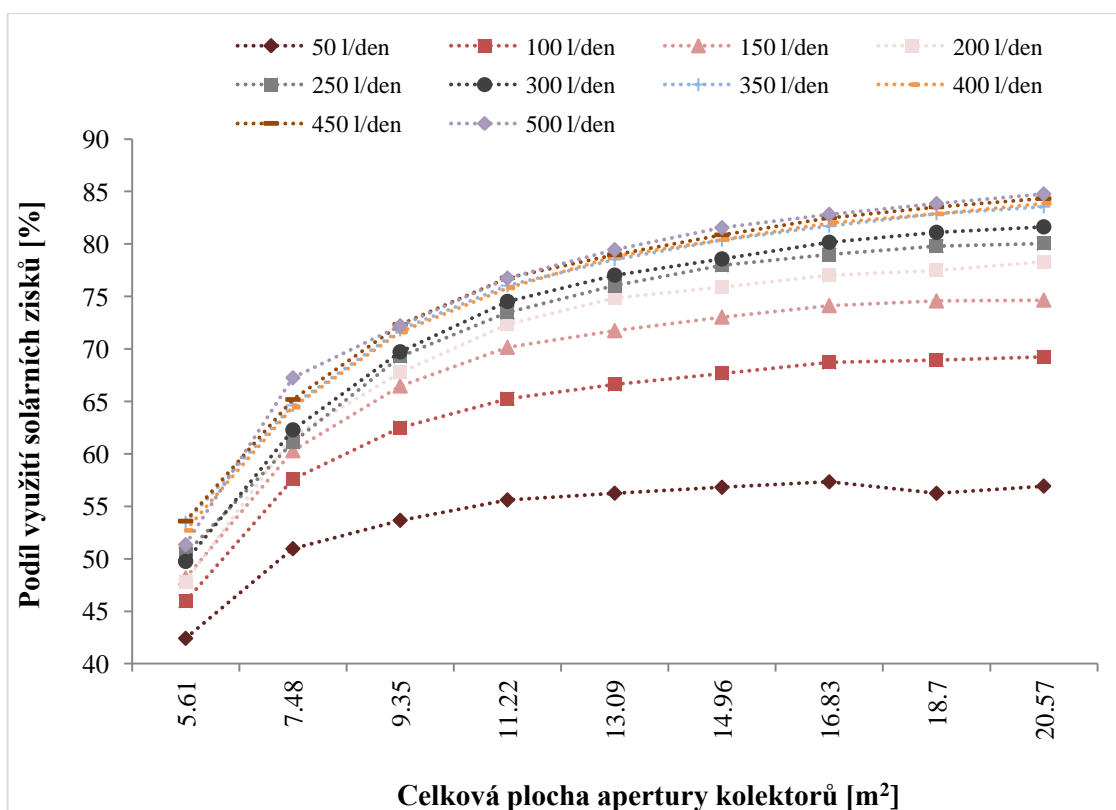 50 l/den 100 l/den 150 l/den 200 l/den
250 l/den 300 l/den 350 l/den 400 l/den
450 l/den 500 l/den
90
85
80
75
70
65
60
55
50
45
40
Podíl využití solárních zisků [%]
5.61 7.48 9.35 11.22 13.09 14.96 16.83 18.7 20.57
Celková plocha apertury kolektorů [m²]